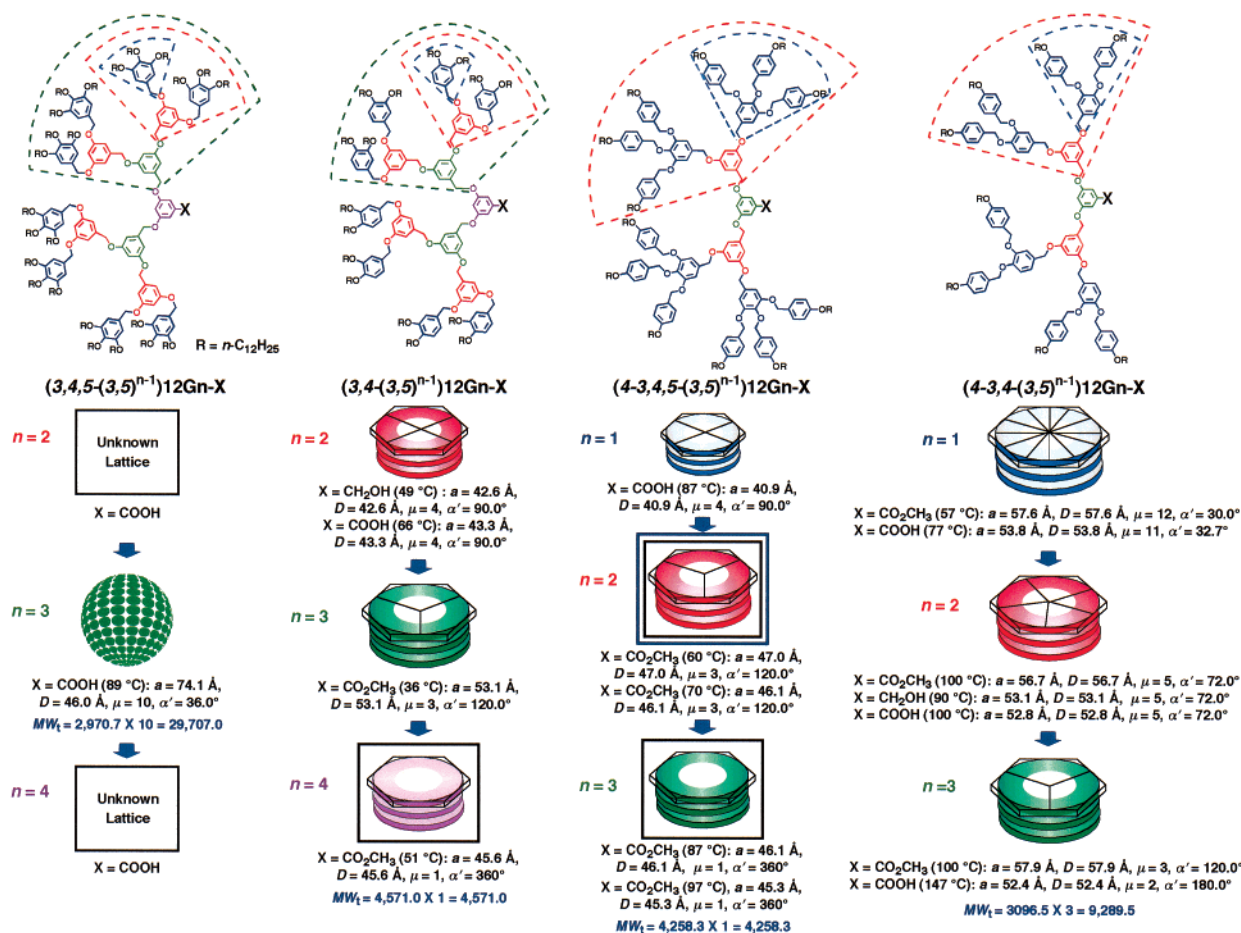 R = n-C12H25
(3,4,5-(3,5)^n-1)12Gn-X
n = 2
Unknown
Lattice
X = COOH
n = 3
X = COOH (89 °C): a = 74.1 Å,
D = 46.0 Å, μ = 10, α′ = 36.0°
MWt = 2,970.7 X 10 = 29,707.0
n = 4
Unknown
Lattice
X = COOH
(3,4-(3,5)^n-1)12Gn-X
n = 2
X = CH2OH (49 °C) : a = 42.6 Å,
D = 42.6 Å, μ = 4, α′ = 90.0°
X = COOH (66 °C): a = 43.3 Å,
D = 43.3 Å, μ = 4, α′ = 90.0°
n = 3
X = CO2CH3 (36 °C): a = 53.1 Å,
D = 53.1 Å, μ = 3, α′ = 120.0°
n = 4
X = CO2CH3 (51 °C): a = 45.6 Å,
D = 45.6 Å, μ = 1, α′ = 360°
MWt = 4,571.0 X 1 = 4,571.0
(4-3,4,5-(3,5)^n-1)12Gn-X
n = 1
X = COOH (87 °C): a = 40.9 Å,
D = 40.9 Å, μ = 4, α′ = 90.0°
n = 2
X = CO2CH3 (60 °C): a = 47.0 Å,
D = 47.0 Å, μ = 3, α′ = 120.0°
X = CO2CH3 (70 °C): a = 46.1 Å,
D = 46.1 Å, μ = 3, α′ = 120.0°
n = 3
X = CO2CH3 (87 °C): a = 46.1 Å,
D = 46.1 Å, μ = 1, α′ = 360°
X = CO2CH3 (97 °C), a = 45.3 Å,
D = 45.3 Å, μ = 1, α′ = 360°
MWt = 4,258.3 X 1 = 4,258.3
(4-3,4-(3,5)^n-1)12Gn-X
n = 1
X = CO2CH3 (57 °C): a = 57.6 Å, D = 57.6 Å, μ = 12, α′ = 30.0°
X = COOH (77 °C): a = 53.8 Å, D = 53.8 Å, μ = 11, α′ = 32.7°
n = 2
X = CO2CH3 (100 °C): a = 56.7 Å, D = 56.7 Å, μ = 5, α′ = 72.0°
X = CH2OH (90 °C): a = 53.1 Å, D = 53.1 Å, μ = 5, α′ = 72.0°
X = COOH (100 °C): a = 52.8 Å, D = 52.8 Å, μ = 5, α′ = 72.0°
n =3
X = CO2CH3 (100 °C): a = 57.9 Å, D = 57.9 Å, μ = 3, α′ = 120.0°
X = COOH (147 °C): a = 52.4 Å, D = 52.4 Å, μ = 2, α′ = 180.0°
MWt = 3096.5 X 3 = 9,289.5